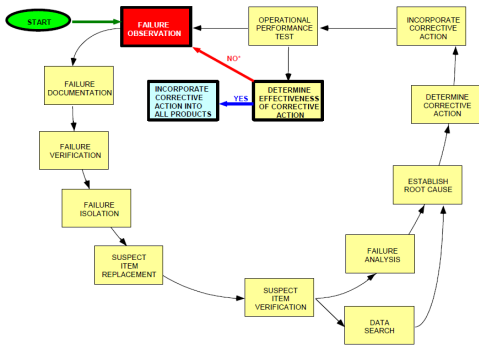 START
FAILURE
OBSERVATION
OPERATIONAL
PERFORMANCE
TEST
INCORPORATE
CORRECTIVE
ACTION
NO*
FAILURE
DOCUMENTATION
INCORPORATE
CORRECTIVE
ACTION INTO
ALL PRODUCTS
YES
DETERMINE
EFFECTIVENESS
OF CORRECTIVE
ACTION
DETERMINE
CORRECTIVE
ACTION
FAILURE
VERIFICATION
ESTABLISH
ROOT CAUSE
FAILURE
ISOLATION
SUSPECT
ITEM
REPLACEMENT
FAILURE
ANALYSIS
SUSPECT
ITEM
VERIFICATION
DATA
SEARCH